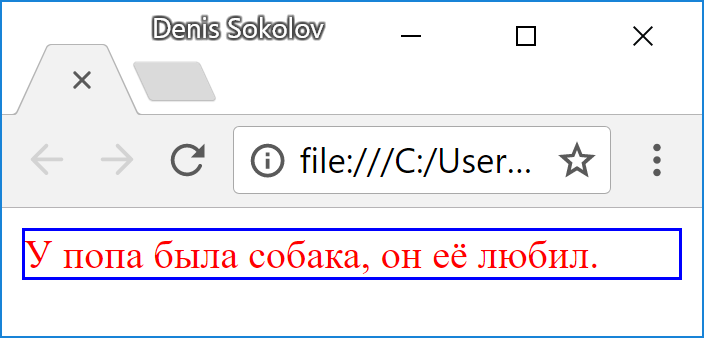 Denis Sokolov
file:///C:/User...
У попа была собака, он её любил.